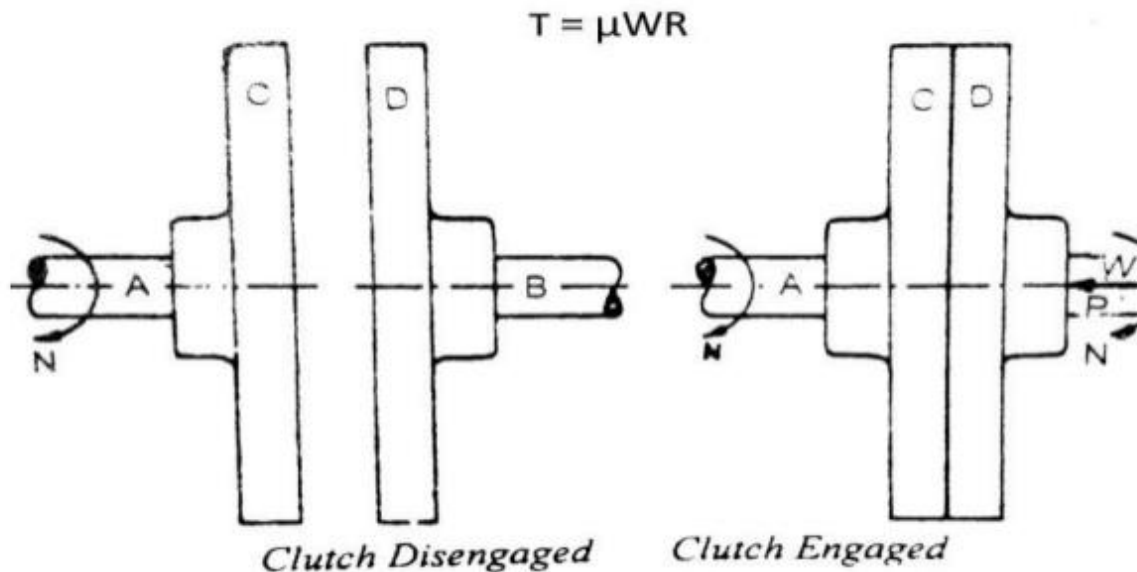 T = μWR
C D C D
A B A W
P
N N N
Clutch Disengaged Clutch Engaged